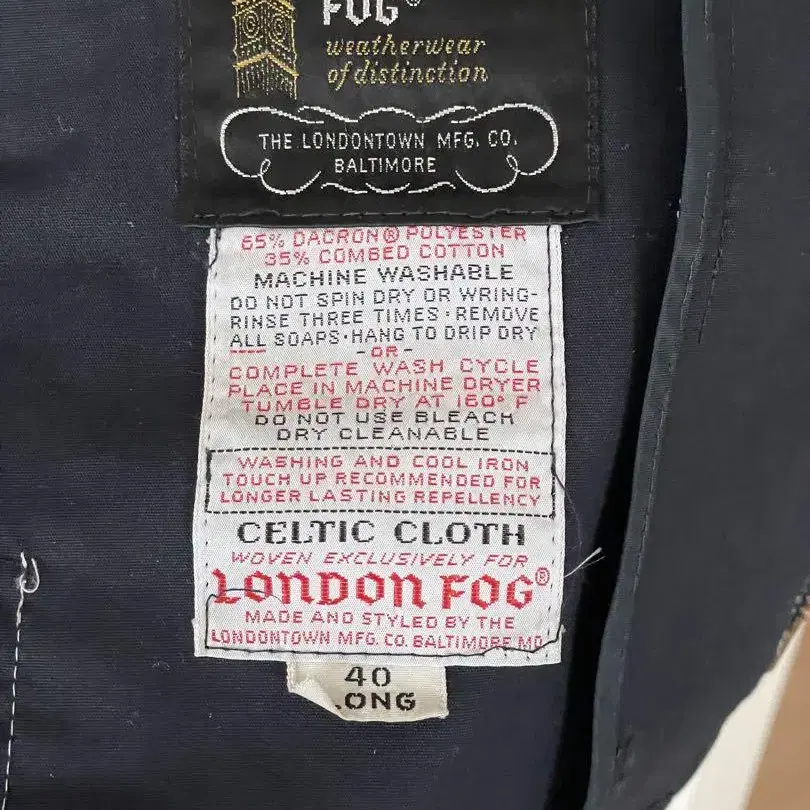 FOG®
weatherwear
of distinction
THE LONDONTOWN MFG. CO.
BALTIMORE
65% DACRON® POLYESTER
35% COMBED COTTON
MACHINE WASHABLE
DO NOT SPIN DRY OR WRING-
RINSE THREE TIMES · REMOVE
ALL SOAPS · HANG TO DRIP DRY
- OR -
COMPLETE WASH CYCLE
PLACE IN MACHINE DRYER
TUMBLE DRY AT 160° F
DO NOT USE BLEACH
DRY CLEANABLE
WASHING AND COOL IRON
TOUCH UP RECOMMENDED FOR
LONGER LASTING REPELLENCY
CELTIC CLOTH
WOVEN EXCLUSIVELY FOR
LONDON FOG®
MADE AND STYLED BY THE
LONDONTOWN MFG. CO. BALTIMORE MD.
40
LONG